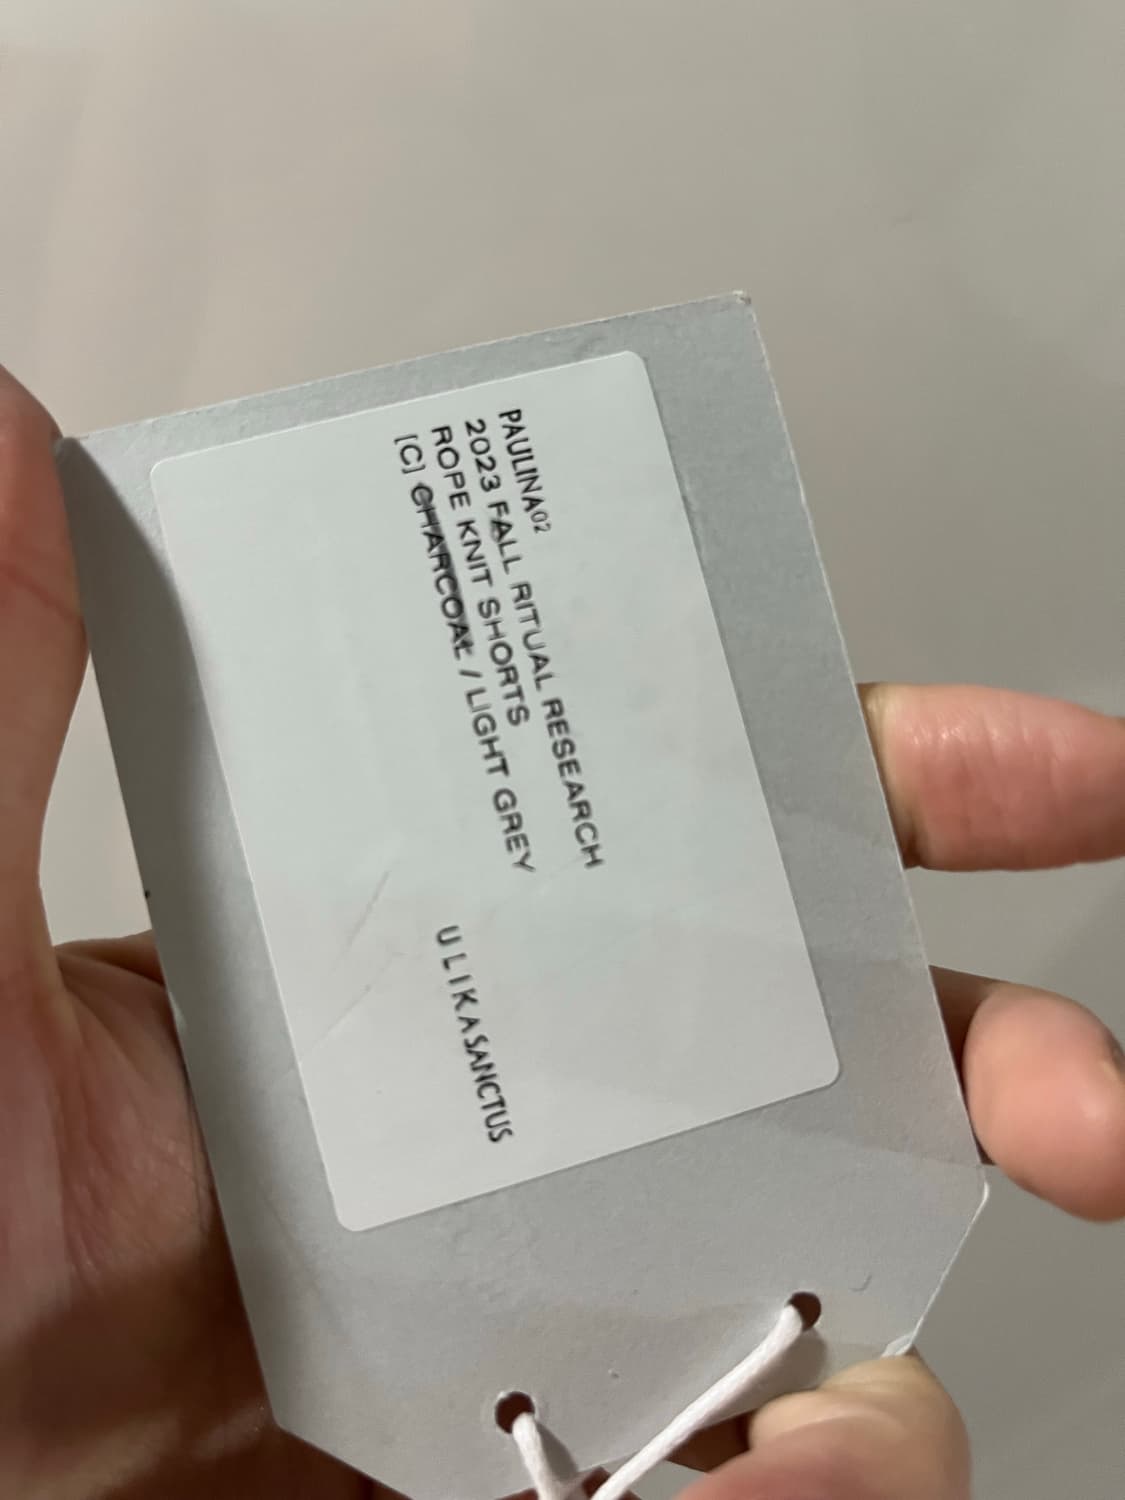 PAULINA02
2023 FALL RITUAL RESEARCH
ROPE KNIT SHORTS
[C] CHARCOAL / LIGHT GREY
ULIKASANCTUS